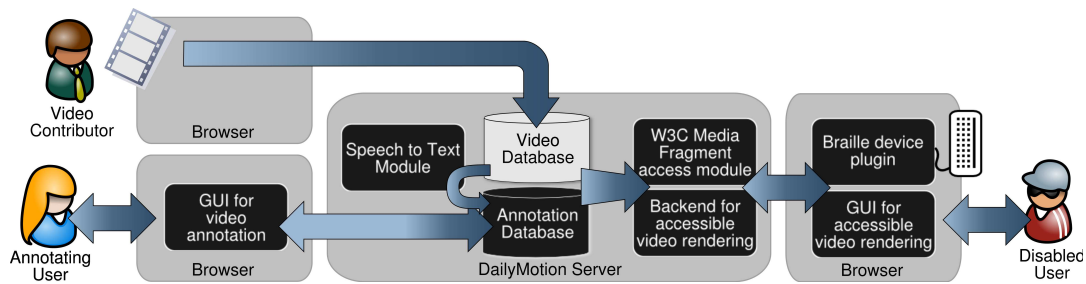 Video
Contributor
Browser
Annotating
User
GUI for
video
annotation
Browser
Speech to Text
Module
Video
Database
Annotation
Database
W3C Media
Fragment
access module
Backend for
accessible
video rendering
DailyMotion Server
Braille device
plugin
GUI for
accessible
video rendering
Browser
Disabled
User